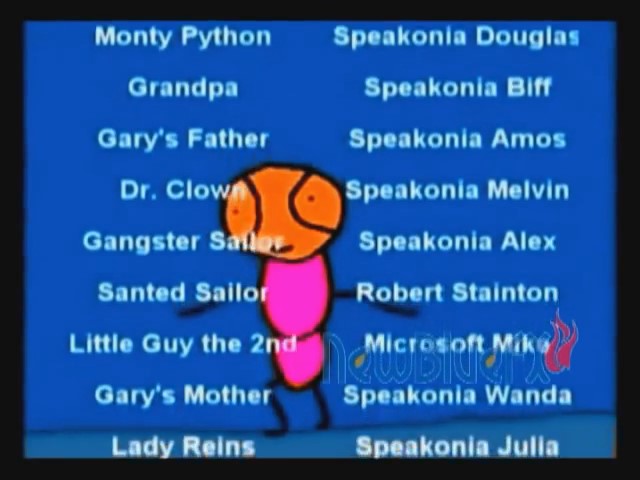 Monty Python Speakonia Douglas
Grandpa Speakonia Biff
Gary's Father Speakonia Amos
Dr. Clown Speakonia Melvin
Gangster Sailor Speakonia Alex
Santed Sailor Robert Stainton
Little Guy the 2nd Microsoft Mike
NewBlueFX
Gary's Mother Speakonia Wanda
Lady Reins Speakonia Julia